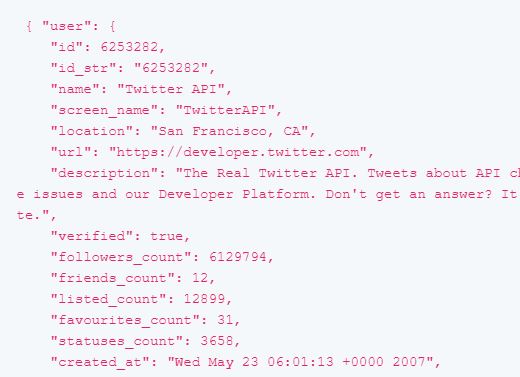 { "user": {
"id": 6253282,
"id_str": "6253282",
"name": "Twitter API",
"screen_name": "TwitterAPI",
"location": "San Francisco, CA",
"url": "https://developer.twitter.com",
"description": "The Real Twitter API. Tweets about API ch
e issues and our Developer Platform. Don't get an answer? It
te.",
"verified": true,
"followers_count": 6129794,
"friends_count": 12,
"listed_count": 12899,
"favourites_count": 31,
"statuses_count": 3658,
"created_at": "Wed May 23 06:01:13 +0000 2007",